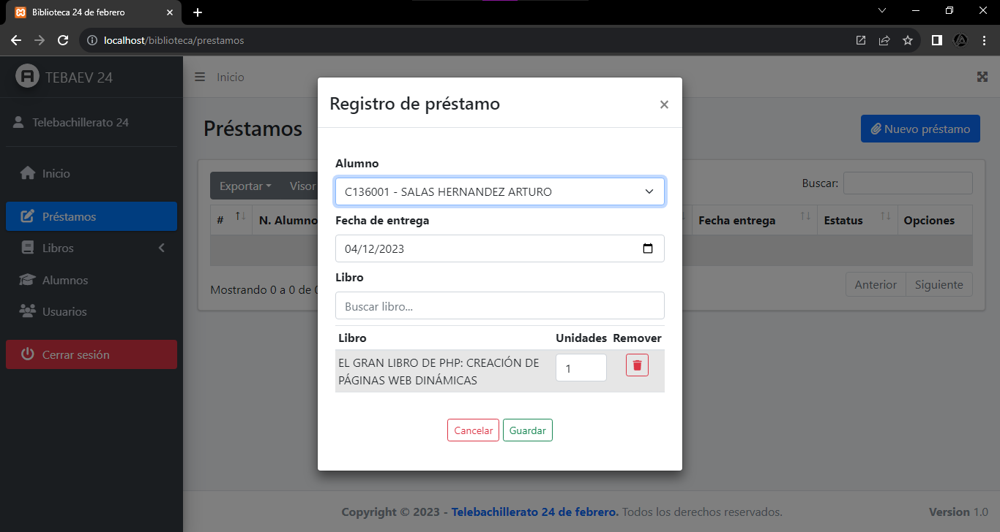 Biblioteca 24 de febrero
localhost/biblioteca/prestamos
TEBAEV 24
Inicio
Telebachillerato 24
Inicio
Préstamos
Libros
Alumnos
Usuarios
Cerrar sesión
Préstamos
Nuevo préstamo
Exportar
Visor
Buscar:
#
N. Alumno
Fecha entrega
Estatus
Opciones
Mostrando 0 a 0 de
Anterior
Siguiente
Registro de préstamo
×
Alumno
C136001 - SALAS HERNANDEZ ARTURO
Fecha de entrega
04/12/2023
Libro
Buscar libro...
Libro Unidades Remover
EL GRAN LIBRO DE PHP: CREACIÓN DE
PÁGINAS WEB DINÁMICAS
1
Cancelar
Guardar
Copyright © 2023 - Telebachillerato 24 de febrero. Todos los derechos reservados.
Version 1.0